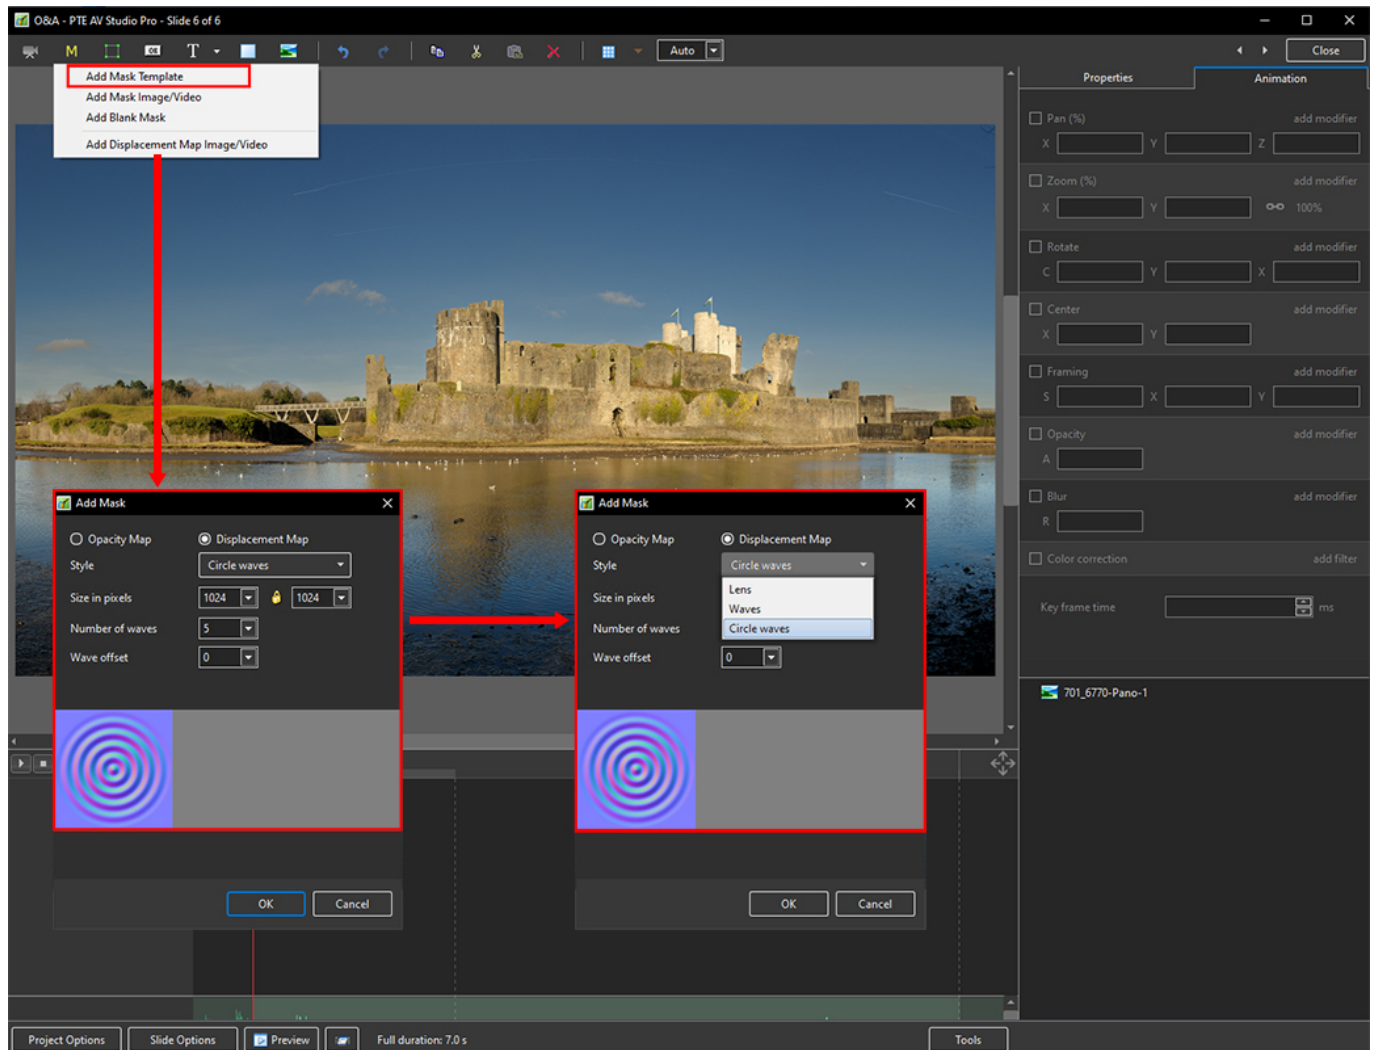 O&A - PTE AV Studio Pro - Slide 6 of 6
M OK T Auto Close
Add Mask Template
Add Mask Image/Video
Add Blank Mask
Add Displacement Map Image/Video
Properties Animation
Pan (%) add modifier
X Y Z
Zoom (%) add modifier
X Y 100%
Rotate add modifier
C Y X
Center add modifier
X Y
Framing add modifier
S X Y
Opacity add modifier
A
Blur add modifier
R
Color correction add filter
Key frame time ms
701_6770-Pano-1
Add Mask
Opacity Map Displacement Map
Style Circle waves
Size in pixels 1024 1024
Number of waves 5
Wave offset 0
OK Cancel
Add Mask
Opacity Map Displacement Map
Style Circle waves
Lens
Size in pixels
Waves
Number of waves Circle waves
Wave offset 0
OK Cancel
Project Options Slide Options Preview Full duration: 7.0 s Tools